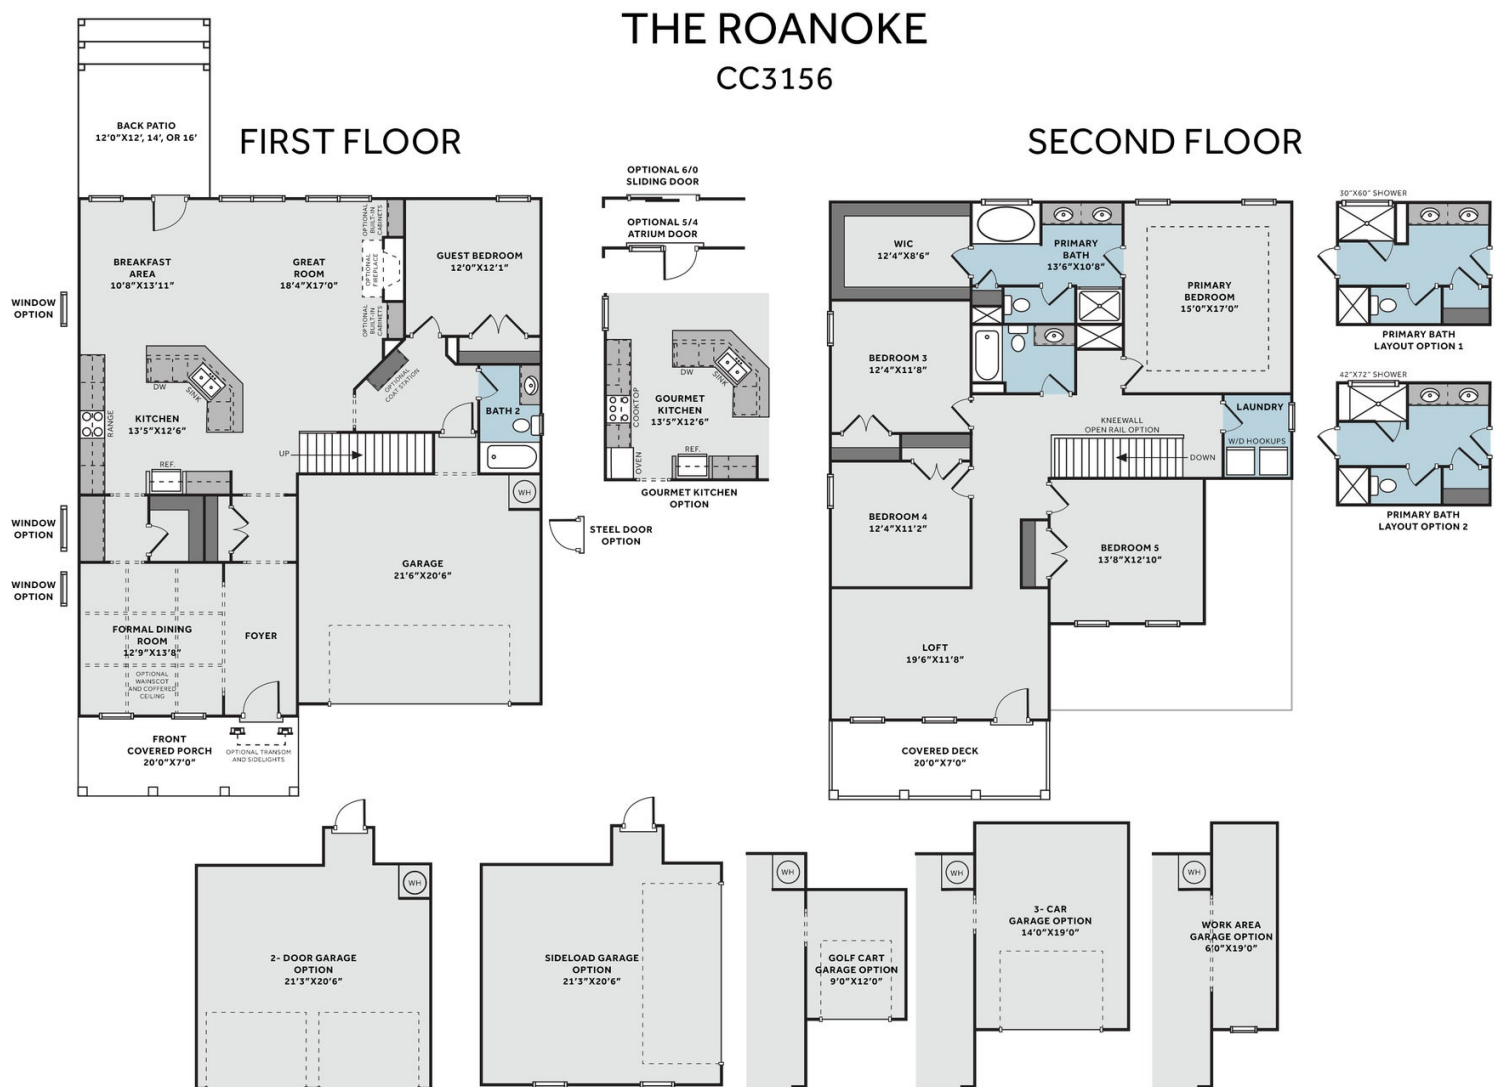 THE ROANOKE
CC3156
FIRST FLOOR
BACK PATIO
12'0"X12', 14', OR 16'
BREAKFAST
AREA
10'8"X13'11"
GREAT
ROOM
18'4"X17'0"
OPTIONAL
BUILT-IN
CABINETS
OPTIONAL
FIREPLACE
OPTIONAL
BUILT-IN
CABINETS
GUEST BEDROOM
12'0"X12'1"
WINDOW
OPTION
OPTIONAL
COAT STATION
DW
SINK
KITCHEN
13'5"X12'6"
RANGE
BATH 2
UP
REF.
WH
WINDOW
OPTION
WINDOW
OPTION
GARAGE
21'6"X20'6"
FORMAL DINING
ROOM
12'9"X13'8"
OPTIONAL
WAINSCOT
AND COFFERED
CEILING
FOYER
FRONT
COVERED PORCH
20'0"X7'0"
OPTIONAL TRANSOM
AND SIDELIGHTS
OPTIONAL 6/0
SLIDING DOOR
OPTIONAL 5/4
ATRIUM DOOR
DW
SINK
COOKTOP
GOURMET
KITCHEN
13'5"X12'6"
OVEN
REF.
GOURMET KITCHEN
OPTION
STEEL DOOR
OPTION
SECOND FLOOR
WIC
12'4"X8'6"
PRIMARY
BATH
13'6"X10'8"
PRIMARY
BEDROOM
15'0"X17'0"
BEDROOM 3
12'4"X11'8"
KNEEWALL
OPEN RAIL OPTION
DOWN
LAUNDRY
W/D HOOKUPS
BEDROOM 4
12'4"X11'2"
BEDROOM 5
13'8"X12'10"
LOFT
19'6"X11'8"
COVERED DECK
20'0"X7'0"
30"X60" SHOWER
PRIMARY BATH
LAYOUT OPTION 1
42"X72" SHOWER
PRIMARY BATH
LAYOUT OPTION 2
WH
2- DOOR GARAGE
OPTION
21'3"X20'6"
SIDELOAD GARAGE
OPTION
21'3"X20'6"
WH
GOLF CART
GARAGE OPTION
9'0"X12'0"
WH
3- CAR
GARAGE OPTION
14'0"X19'0"
WH
WORK AREA
GARAGE OPTION
6'0"X19'0"